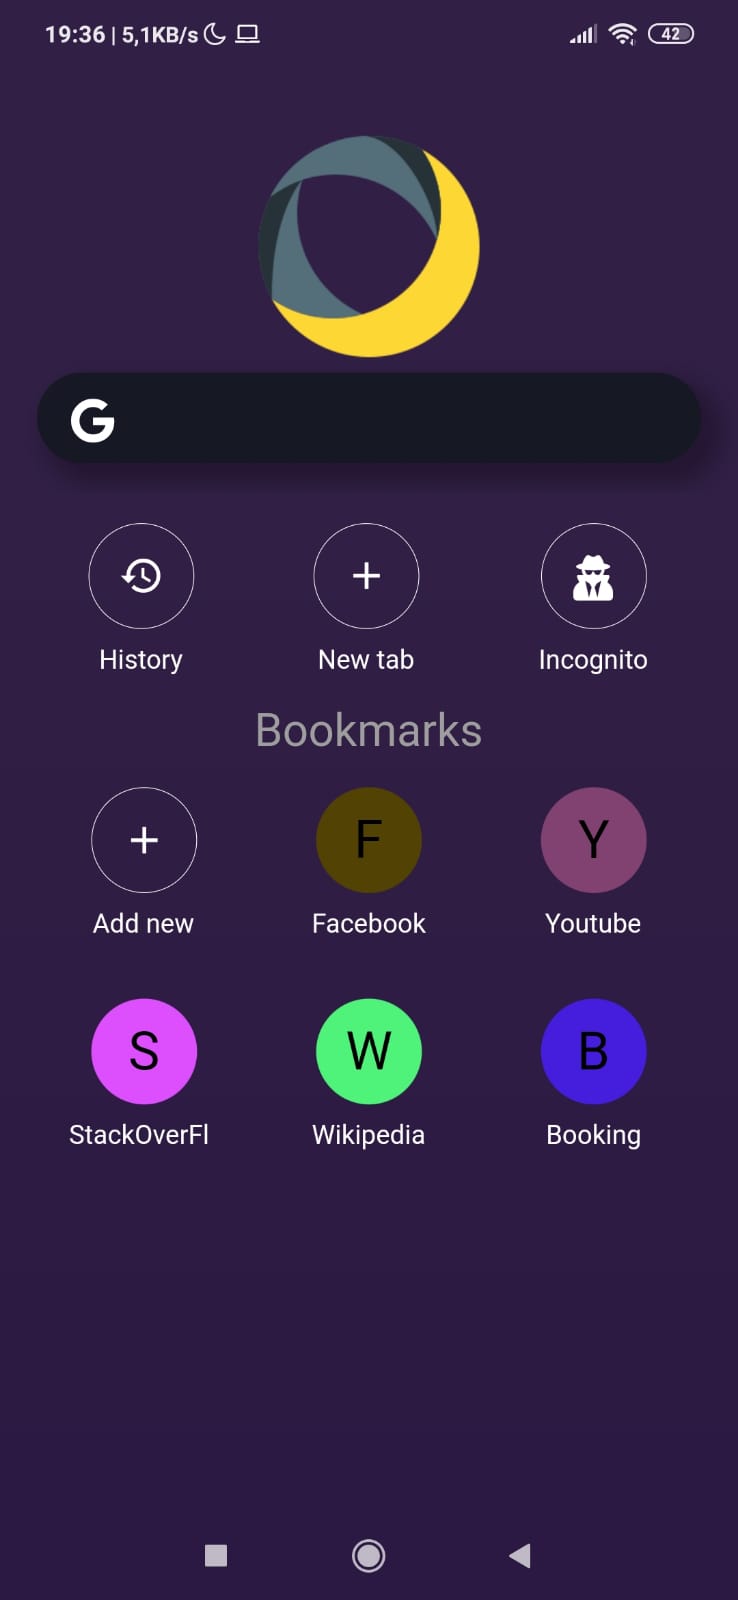 19:36 | 5,1KB/s 42
G
History New tab Incognito
Bookmarks
F Y
Add new Facebook Youtube
S W B
StackOverFl Wikipedia Booking